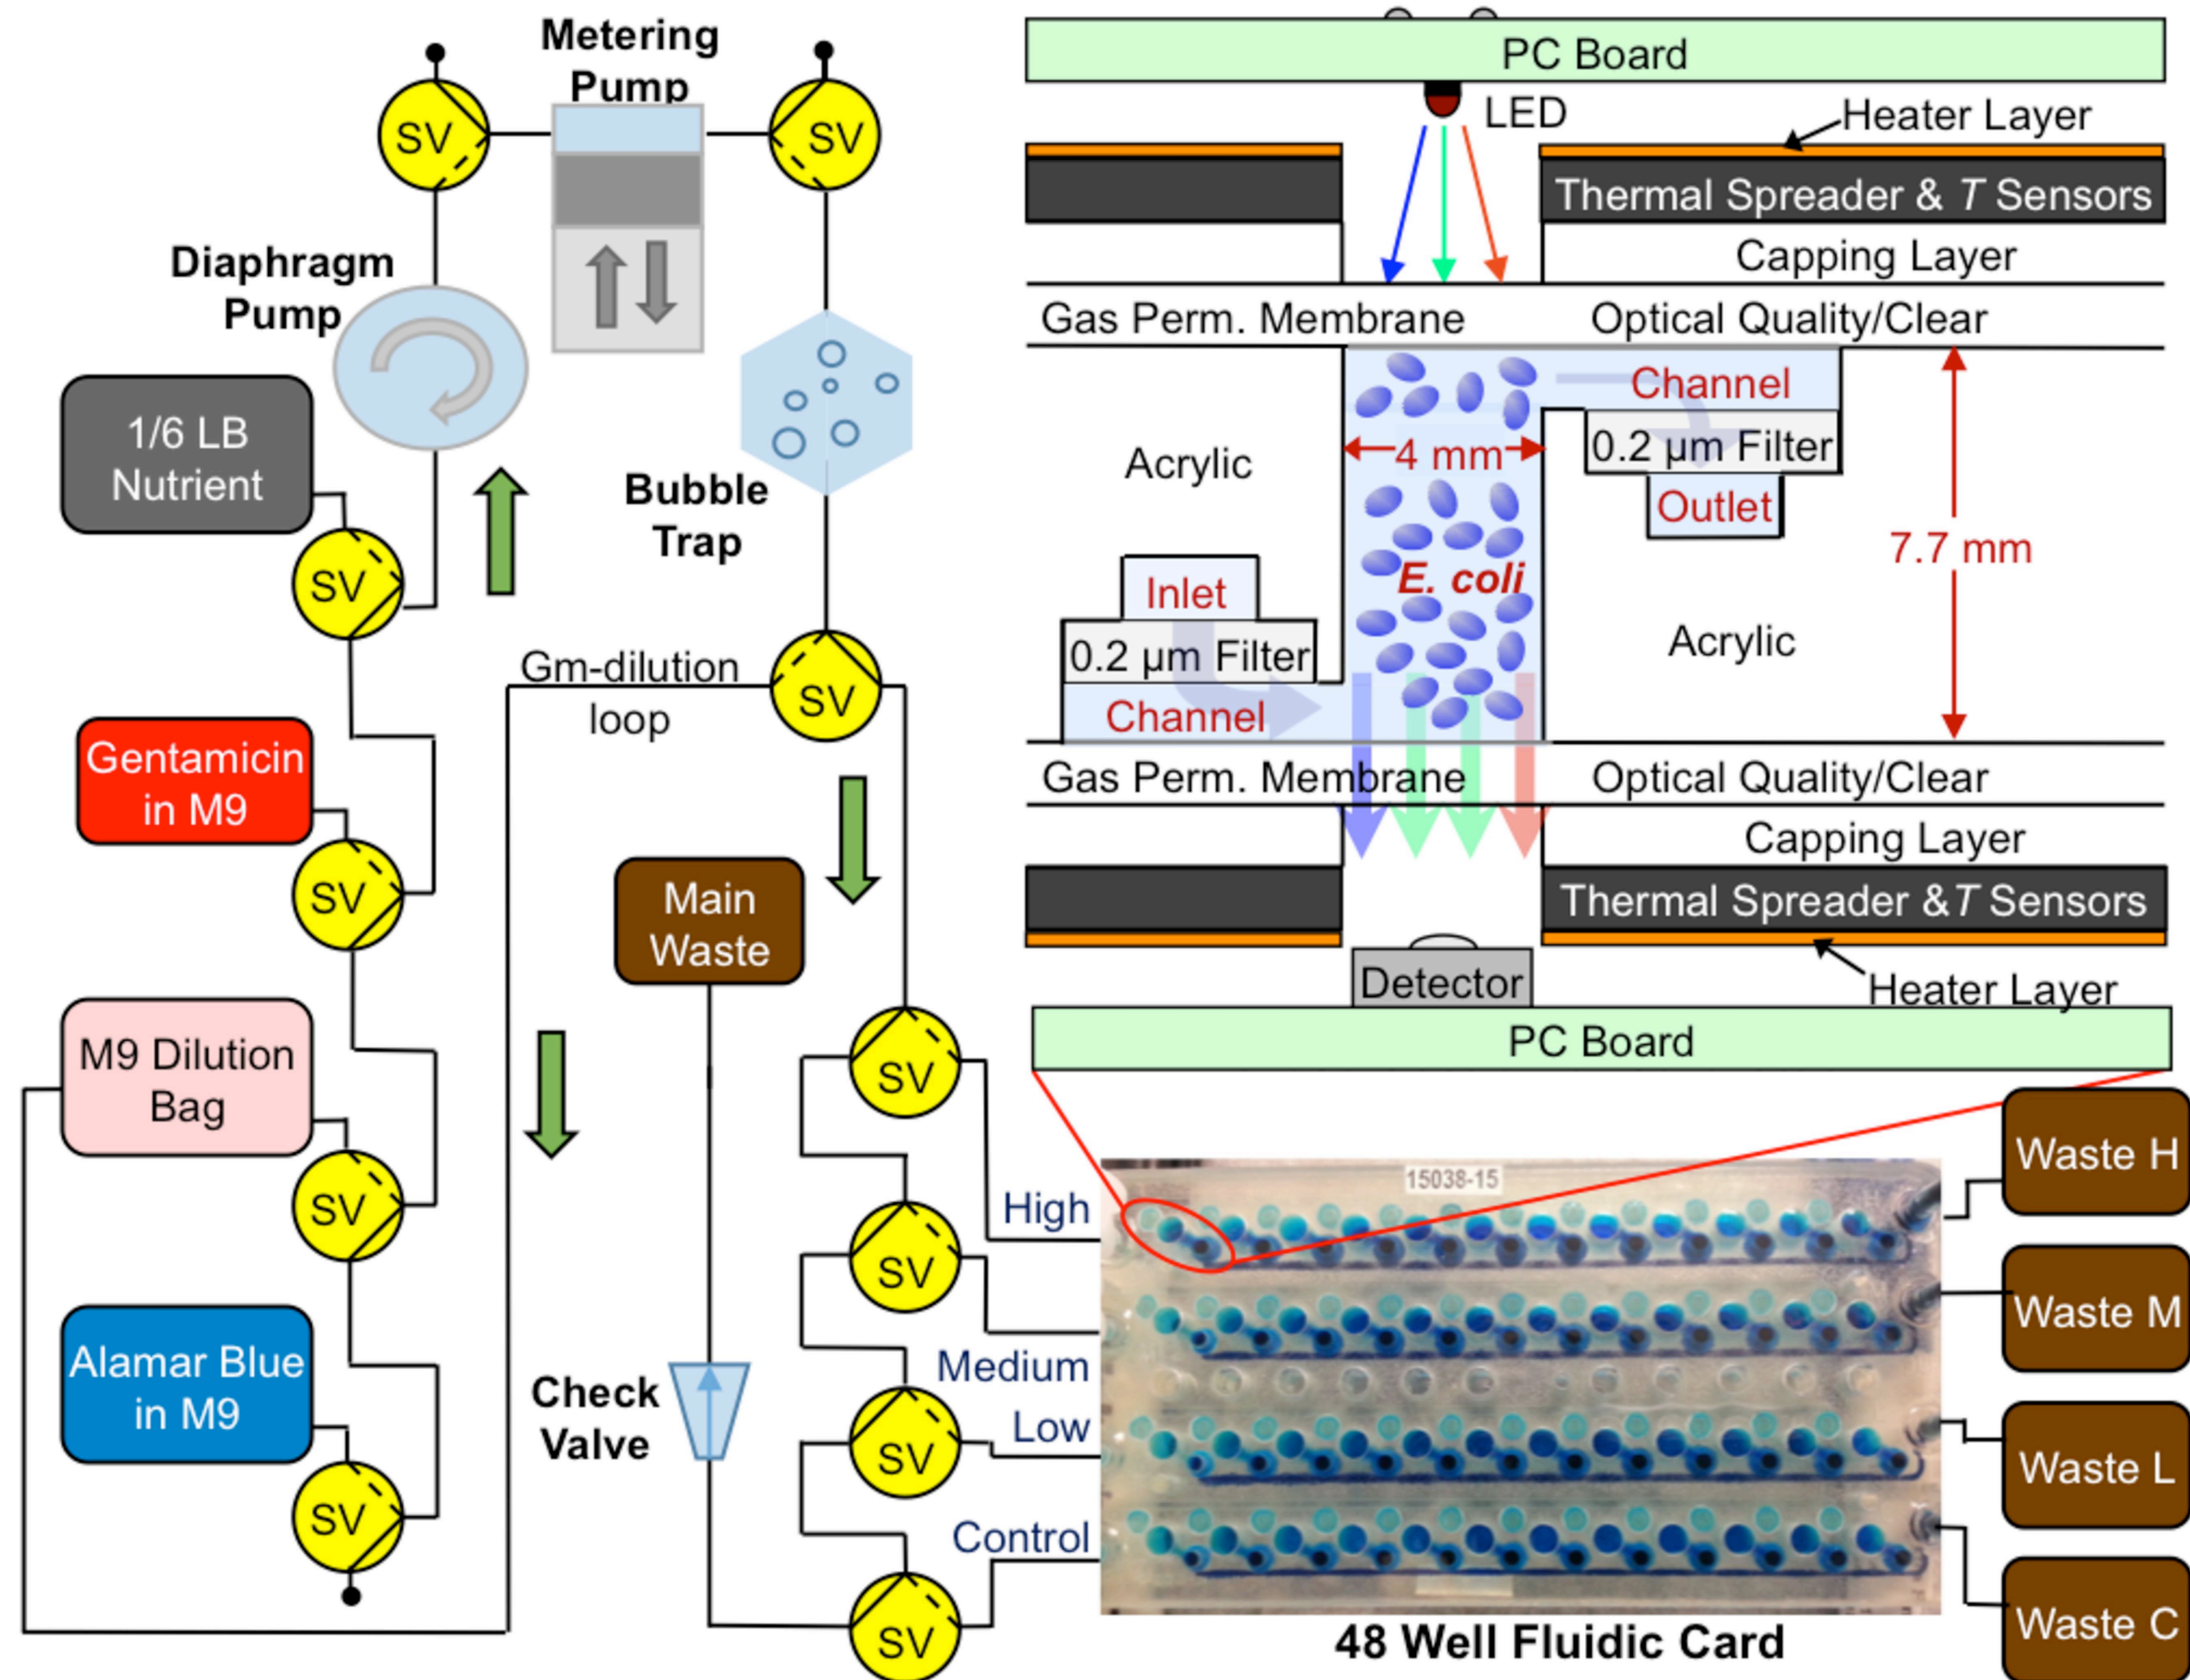 Metering
Pump
SV
SV
Diaphragm
Pump
1/6 LB
Nutrient
SV
Bubble
Trap
Gentamicin
in M9
SV
Gm-dilution
loop
SV
M9 Dilution
Bag
SV
Main
Waste
Alamar Blue
in M9
SV
Check
Valve
SV
SV
SV
SV
High
Medium
Low
Control
PC Board
LED
Heater Layer
Thermal Spreader & T Sensors
Capping Layer
Gas Perm. Membrane
Optical Quality/Clear
Channel
0.2 µm Filter
Outlet
4 mm
Acrylic
7.7 mm
E. coli
Inlet
0.2 µm Filter
Channel
Acrylic
Gas Perm. Membrane
Optical Quality/Clear
Capping Layer
Thermal Spreader &T Sensors
Detector
Heater Layer
PC Board
15038-15
Waste H
Waste M
Waste L
Waste C
48 Well Fluidic Card